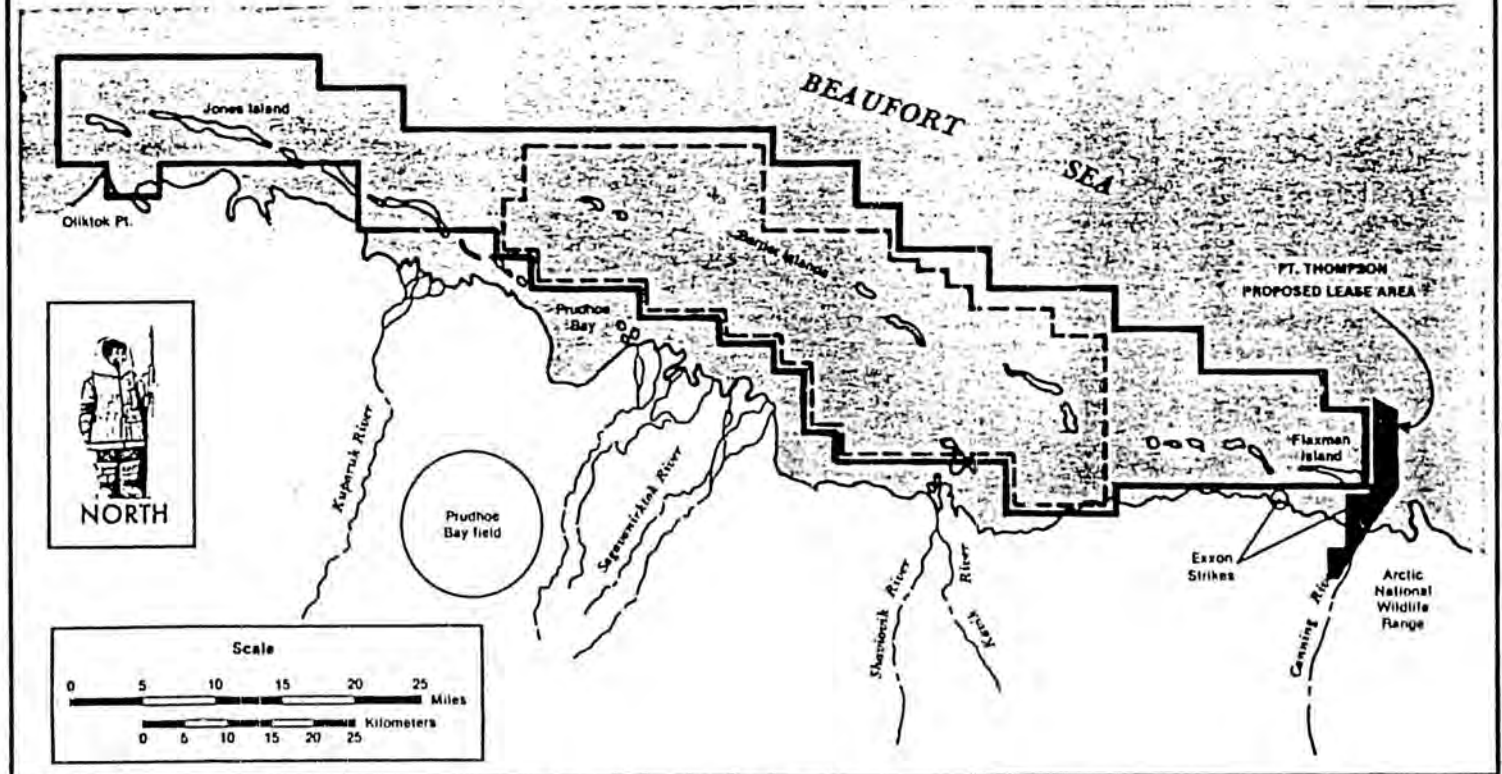 BEAUFORT
SEA
Jones Island
Oliktok Pt.
Barrier Islands
PT. THOMPSON
PROPOSED LEASE AREA
Prudhoe
Bay
Flaxman
Island
NORTH
Kuparuk River
Prudhoe
Bay field
Sagavanirktok River
Shaviovik River
Kavik
River
Exxon
Strikes
Canning River
Arctic
National
Wildlife
Range
Scale
0 5 10 15 20 25
Miles
Kilometers
0 5 10 15 20 25